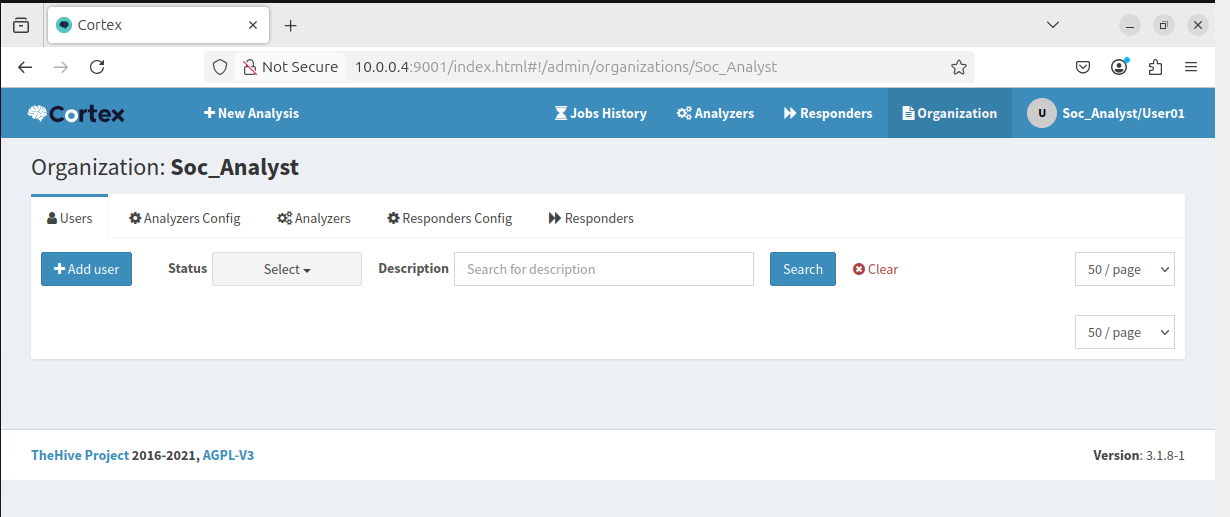 Cortex
Not Secure 10.0.0.4:9001/index.html#!/admin/organizations/Soc_Analyst
Cortex New Analysis Jobs History Analyzers Responders Organization U Soc_Analyst/User01
Organization: Soc_Analyst
Users Analyzers Config Analyzers Responders Config Responders
Add user Status Select Description Search for description Search Clear 50 / page
50 / page
TheHive Project 2016-2021, AGPL-V3 Version: 3.1.8-1